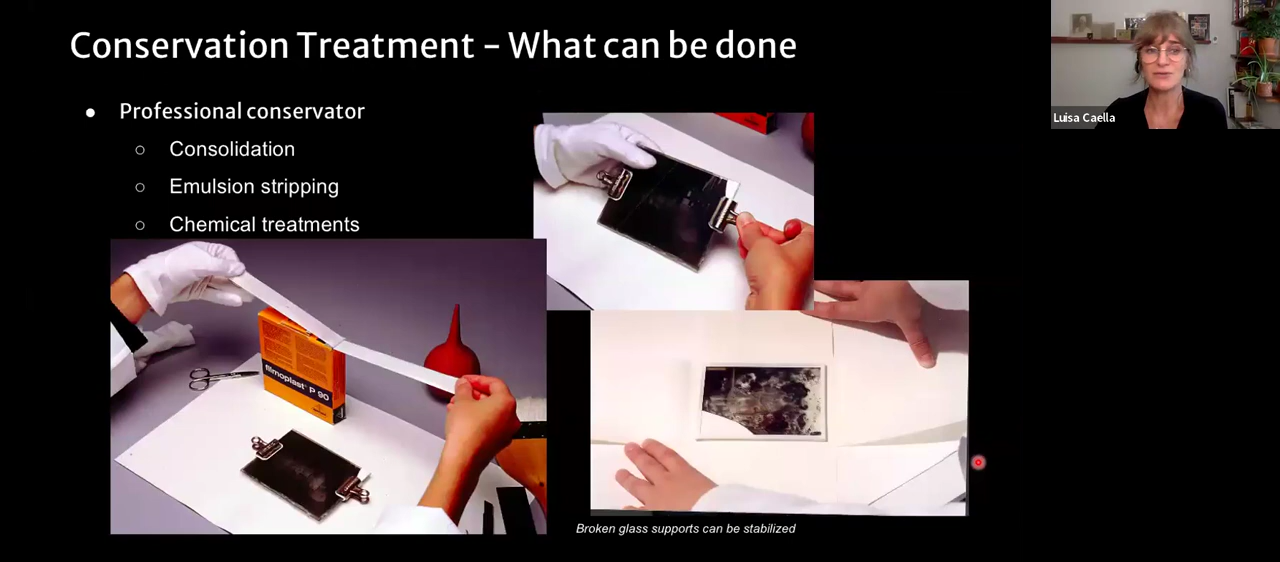 Conservation Treatment – What can be done
● Professional conservator
○ Consolidation
○ Emulsion stripping
○ Chemical treatments
filmoplast® P 90
Broken glass supports can be stabilized
Luisa Caella